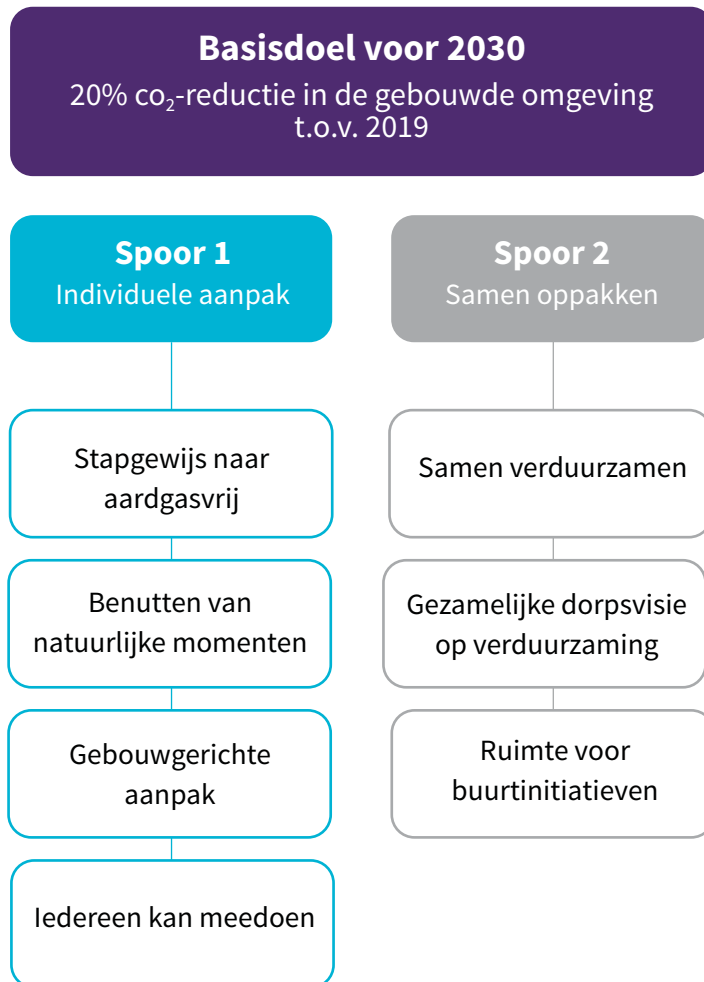 Basisdoel voor 2030
20% co₂-reductie in de gebouwde omgeving
t.o.v. 2019
Spoor 1
Individuele aanpak
Stapgewijs naar
aardgasvrij
Benutten van
natuurlijke momenten
Gebouwgerichte
aanpak
Iedereen kan meedoen
Spoor 2
Samen oppakken
Samen verduurzamen
Gezamelijke dorpsvisie
op verduurzaming
Ruimte voor
buurtinitiatieven